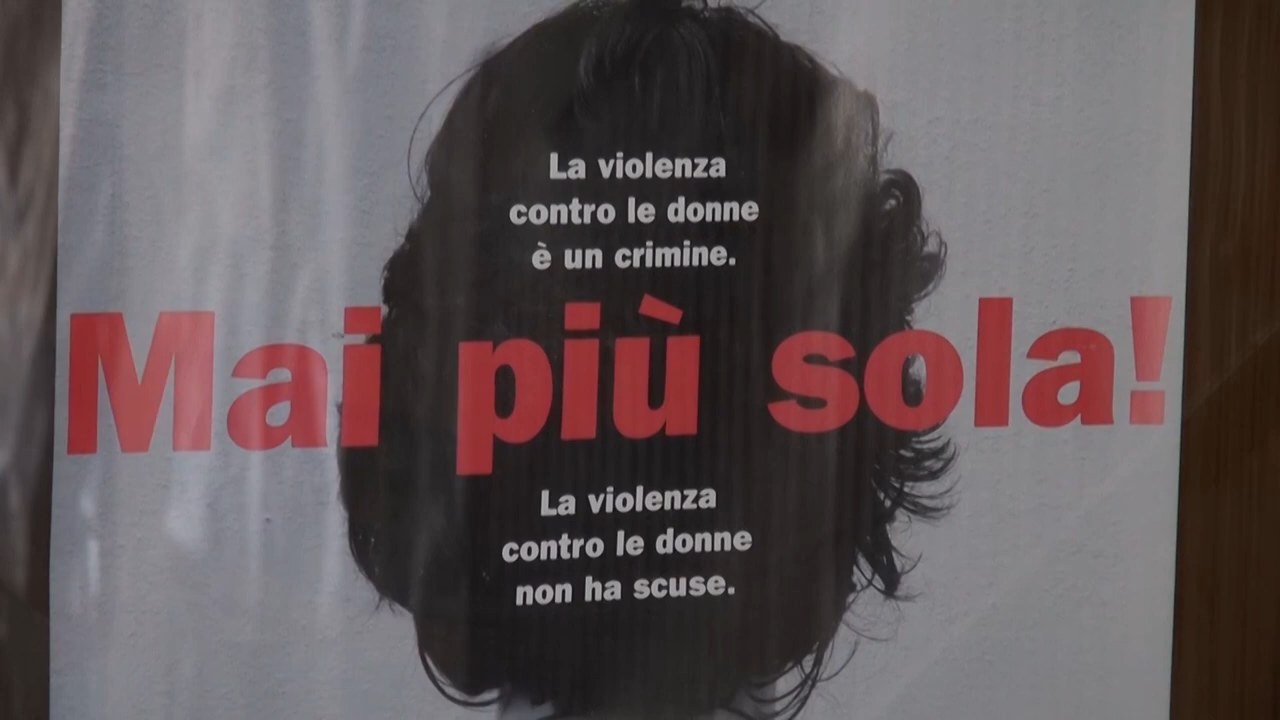 La violenza
contro le donne
è un crimine.
Mai più sola!
La violenza
contro le donne
non ha scuse.